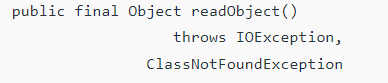 public final Object readObject()
throws IOException,
ClassNotFoundException